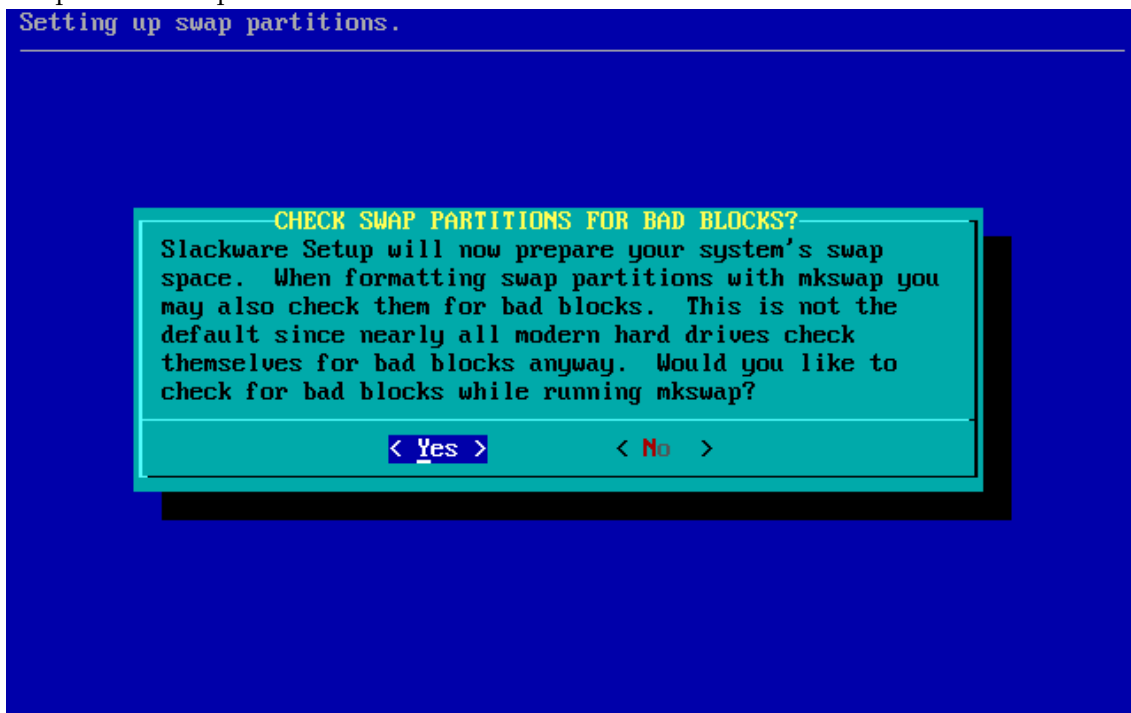 Setting up swap partitions.
CHECK SWAP PARTITIONS FOR BAD BLOCKS?
Slackware Setup will now prepare your system's swap
space.  When formatting swap partitions with mkswap you
may also check them for bad blocks.  This is not the
default since nearly all modern hard drives check
themselves for bad blocks anyway.  Would you like to
check for bad blocks while running mkswap?
< Yes > < No >